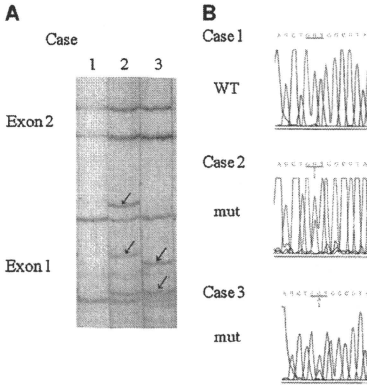 A
Case
1 2 3
Exon 2
Exon 1
B
Case 1
WT
Case 2
mut
Case 3
mut